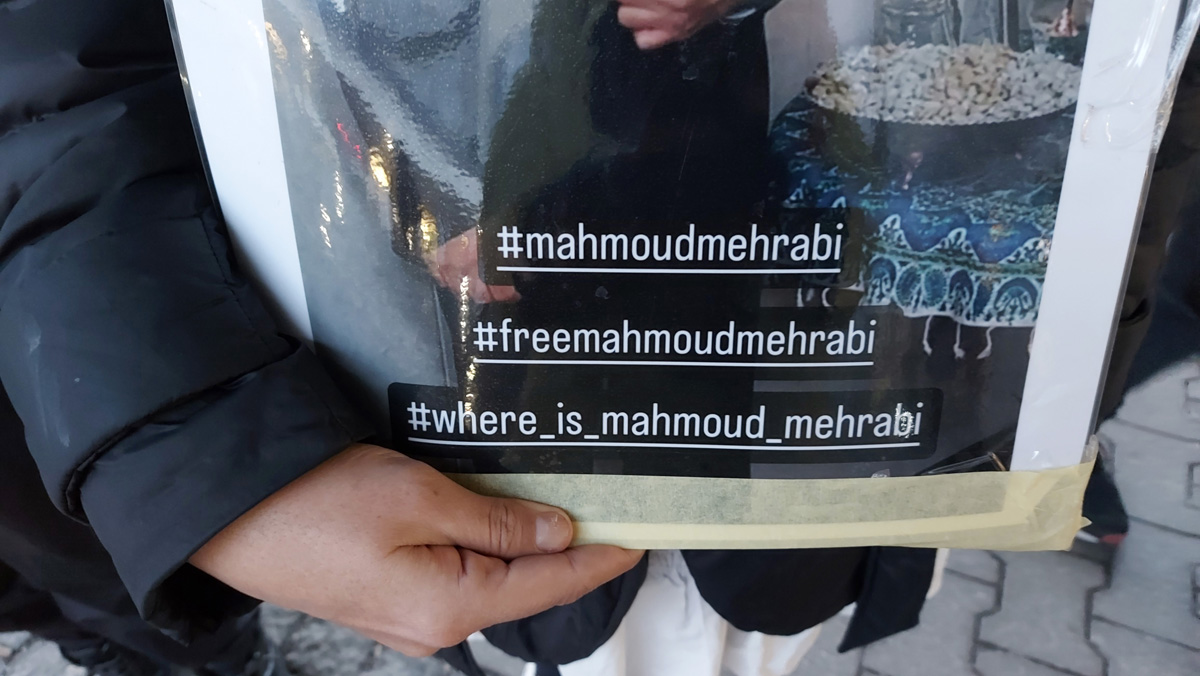 #mahmoudmehrabi
#freemahmoudmehrabi
#where_is_mahmoud_mehrabi